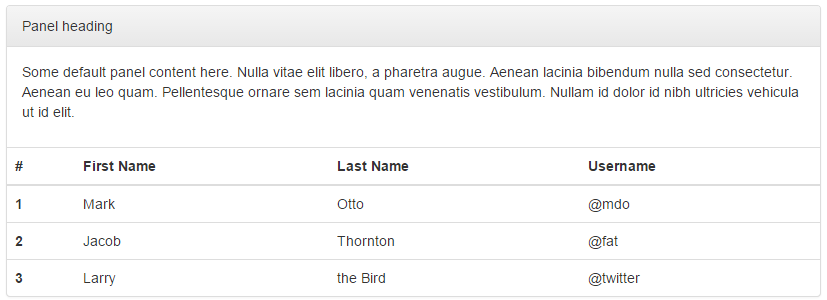 Panel heading
Some default panel content here. Nulla vitae elit libero, a pharetra augue. Aenean lacinia bibendum nulla sed consectetur.
Aenean eu leo quam. Pellentesque ornare sem lacinia quam venenatis vestibulum. Nullam id dolor id nibh ultricies vehicula
ut id elit.
# First Name Last Name Username
1 Mark Otto @mdo
2 Jacob Thornton @fat
3 Larry the Bird @twitter